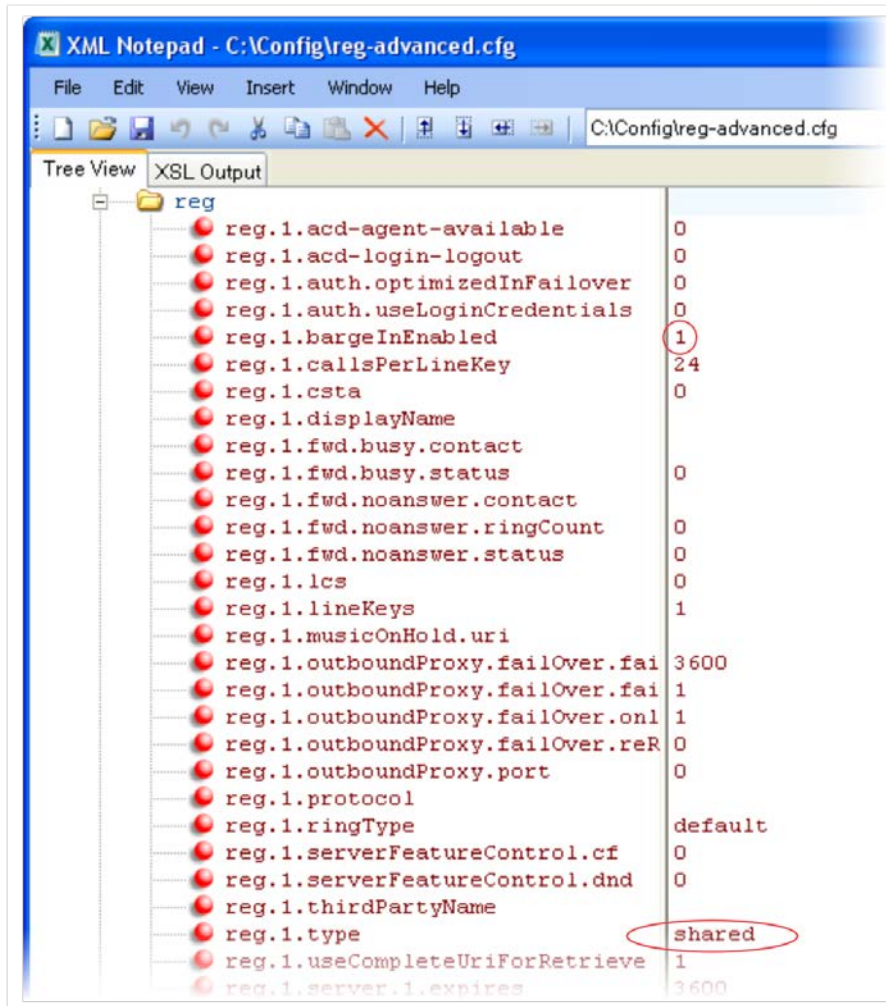 XML Notepad - C:\Config\reg-advanced.cfg
File Edit View Insert Window Help
C:\Config\reg-advanced.cfg
Tree View XSL Output
reg
reg.1.acd-agent-available 0
reg.1.acd-login-logout 0
reg.1.auth.optimizedInFailover 0
reg.1.auth.useLoginCredentials 0
reg.1.bargeInEnabled 1
reg.1.callsPerLineKey 24
reg.1.csta 0
reg.1.displayName
reg.1.fwd.busy.contact
reg.1.fwd.busy.status 0
reg.1.fwd.noanswer.contact
reg.1.fwd.noanswer.ringCount 0
reg.1.fwd.noanswer.status 0
reg.1.lcs 0
reg.1.lineKeys 1
reg.1.musicOnHold.uri
reg.1.outboundProxy.failOver.fai 3600
reg.1.outboundProxy.failOver.fai 1
reg.1.outboundProxy.failOver.onl 1
reg.1.outboundProxy.failOver.reR 0
reg.1.outboundProxy.port 0
reg.1.protocol
reg.1.ringType default
reg.1.serverFeatureControl.cf 0
reg.1.serverFeatureControl.dnd 0
reg.1.thirdPartyName
reg.1.type shared
reg.1.useCompleteUriForRetrieve 1
reg.1.server.1.expires 3600